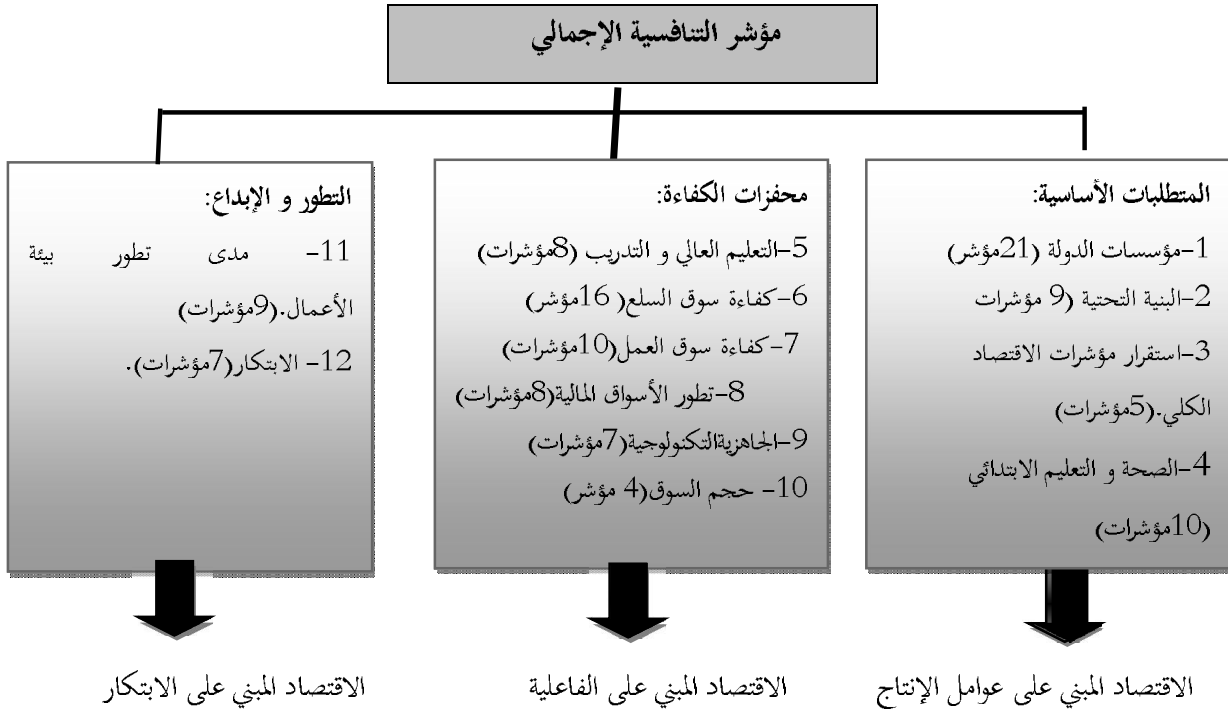 مؤشر التنافسية الإجمالي
المتطلبات الأساسية:
1-مؤسسات الدولة (21مؤشر)
2-البنية التحتية (9 مؤشرات
3-استقرار مؤشرات الاقتصاد
الكلي.(5مؤشرات)
4-الصحة و التعليم الابتدائي
(10مؤشرات)
محفزات الكفاءة:
5-التعليم العالي و التدريب (8مؤشرات)
6-كفاءة سوق السلع( 16مؤشر)
7-كفاءة سوق العمل(10مؤشرات)
8-تطور الأسواق المالية(8مؤشرات)
9-الجاهزيةالتكنولوجية(7مؤشرات)
10- حجم السوق(4 مؤشر)
التطور و الإبداع:
11- مدى تطور بيئة
الأعمال.(9مؤشرات)
12- الابتكار(7مؤشرات).
الاقتصاد المبني على عوامل الإنتاج
الاقتصاد المبني على الفاعلية
الاقتصاد المبني على الابتكار